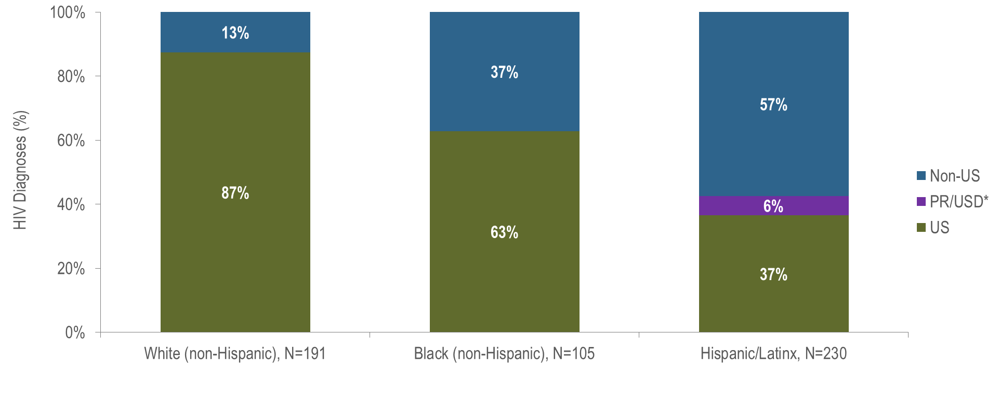 HIV Diagnoses (%)
100%
80%
60%
40%
20%
0%
13%
87%
37%
63%
57%
6%
37%
White (non-Hispanic), N=191
Black (non-Hispanic), N=105
Hispanic/Latinx, N=230
Non-US
PR/USD*
US